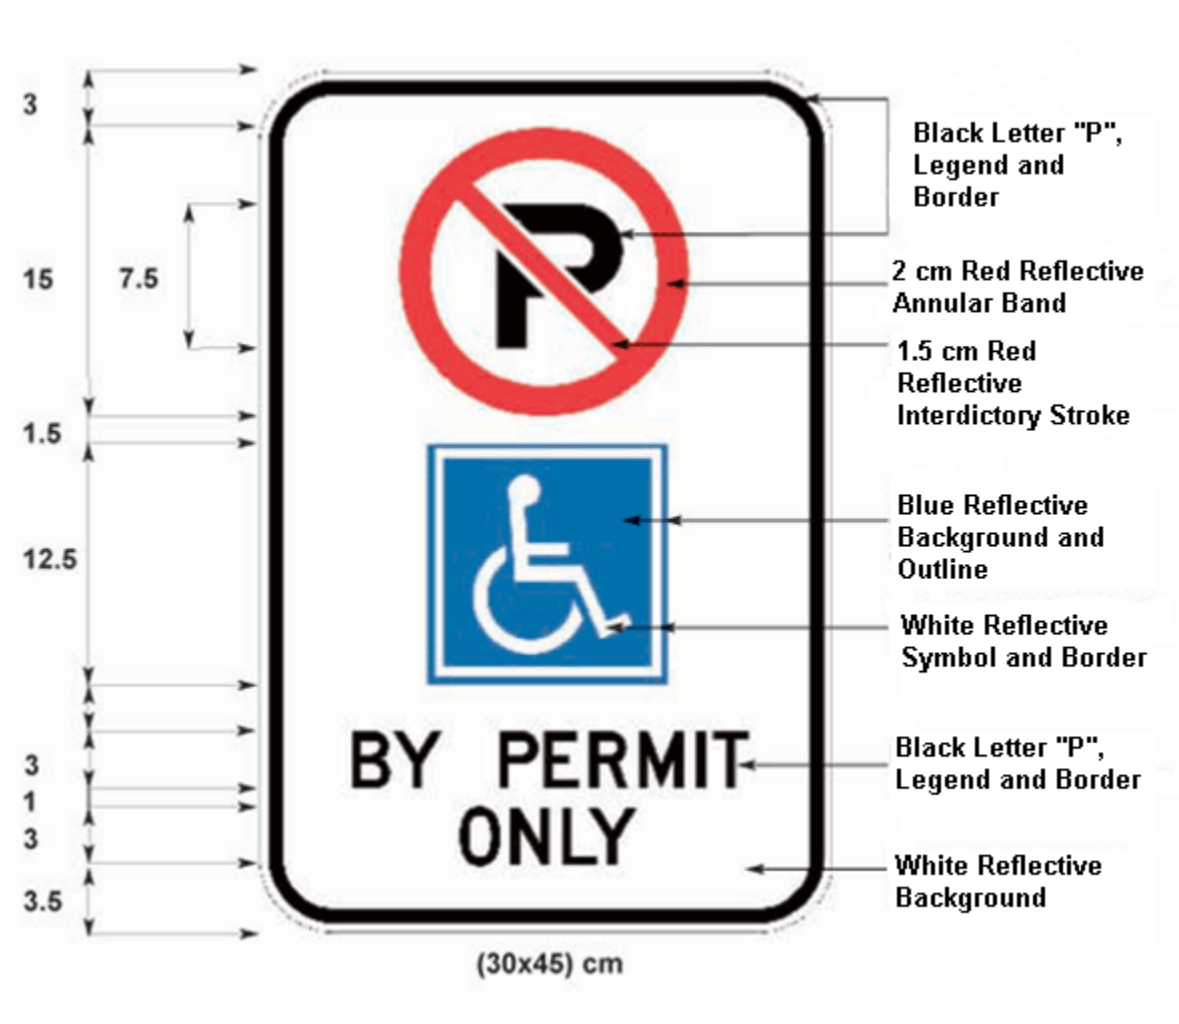 3
15
7.5
1.5
12.5
3
1
3
3.5
P
BY PERMIT
ONLY
(30x45) cm
Black Letter "P",
Legend and
Border
2 cm Red Reflective
Annular Band
1.5 cm Red
Reflective
Interdictory Stroke
Blue Reflective
Background and
Outline
White Reflective
Symbol and Border
Black Letter "P",
Legend and Border
White Reflective
Background